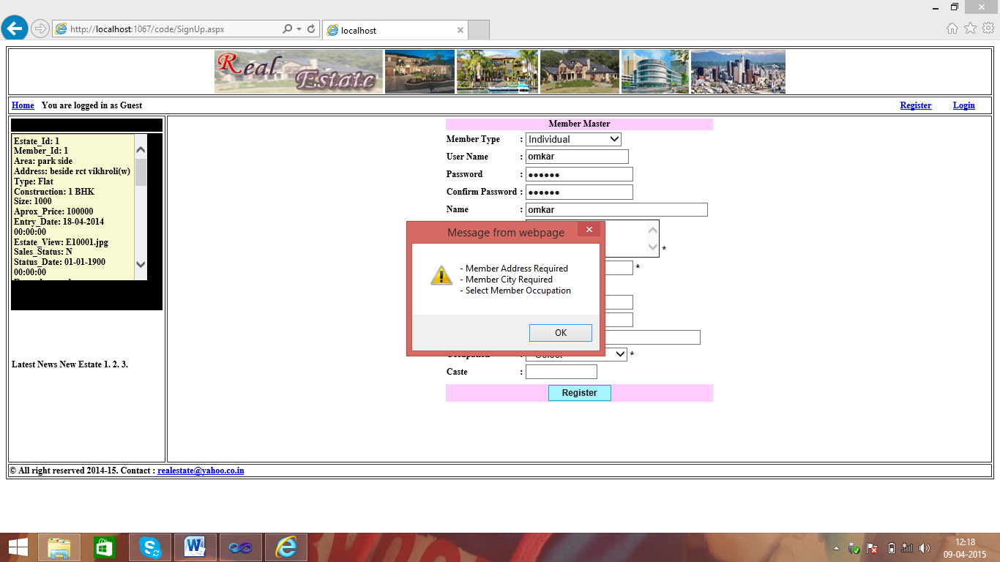 http://localhost:1067/code/SignUp.aspx
localhost
Real Estate
Home You are logged in as Guest Register Login
Estate_Id: 1
Member_Id: 1
Area: park side
Address: beside rct vikhroli(w)
Type: Flat
Construction: 1 BHK
Size: 1000
Aprox_Price: 100000
Entry_Date: 18-04-2014
00:00:00
Estate_View: E10001.jpg
Sales_Status: N
Status_Date: 01-01-1900
00:00:00
Latest News New Estate 1. 2. 3.
Member Master
Member Type : Individual
User Name : omkar
Password : ●●●●●●
Confirm Password : ●●●●●●
Name : omkar
*
*
Message from webpage
- Member Address Required
- Member City Required
- Select Member Occupation
OK
*
Caste :
Register
© All right reserved 2014-15. Contact : realestate@yahoo.co.in
12:18
09-04-2015